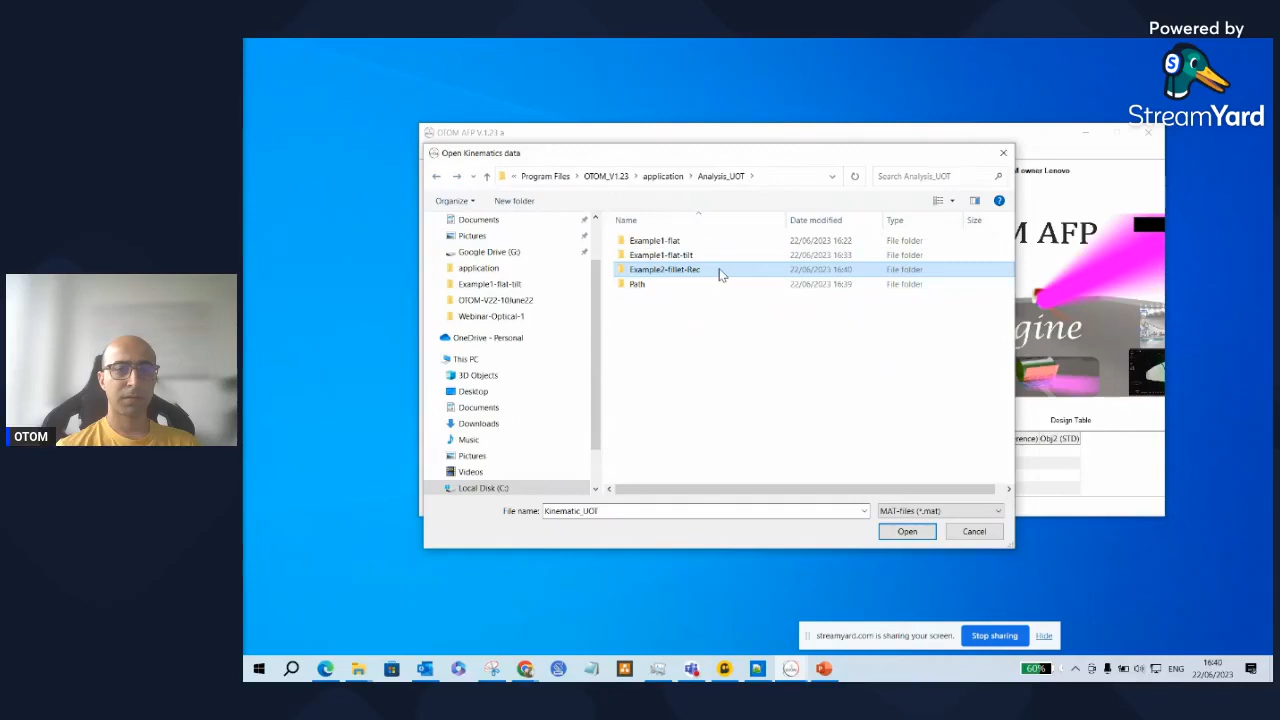 Powered by
S
StreamYard
OTOM
OTOM AFP V.1.23 a
Open Kinematics data
« Program Files > OTOM_V1.23 > application > Analysis_UOT >
Search Analysis_UOT
Organize
New folder
Name
Date modified
Type
Size
Documents
Pictures
Google Drive (G:)
application
Example1-flat-tilt
OTOM-V22-10June22
Webinar-Optical-1
OneDrive - Personal
This PC
3D Objects
Desktop
Documents
Downloads
Music
Pictures
Videos
Local Disk (C:)
Example1-flat 22/06/2023 16:22 File folder
Example1-flat-tilt 22/06/2023 16:33 File folder
Example2-fillet-Rec 22/06/2023 16:40 File folder
Path 22/06/2023 16:39 File folder
File name: Kinematic_UOT
MAT-files (*.mat)
Open
Cancel
owner Lenovo
M AFP
gine
Design Table
Obj2 (STD)
streamyard.com is sharing your screen.
Stop sharing
Hide
60%
ENG
16:40
22/06/2023